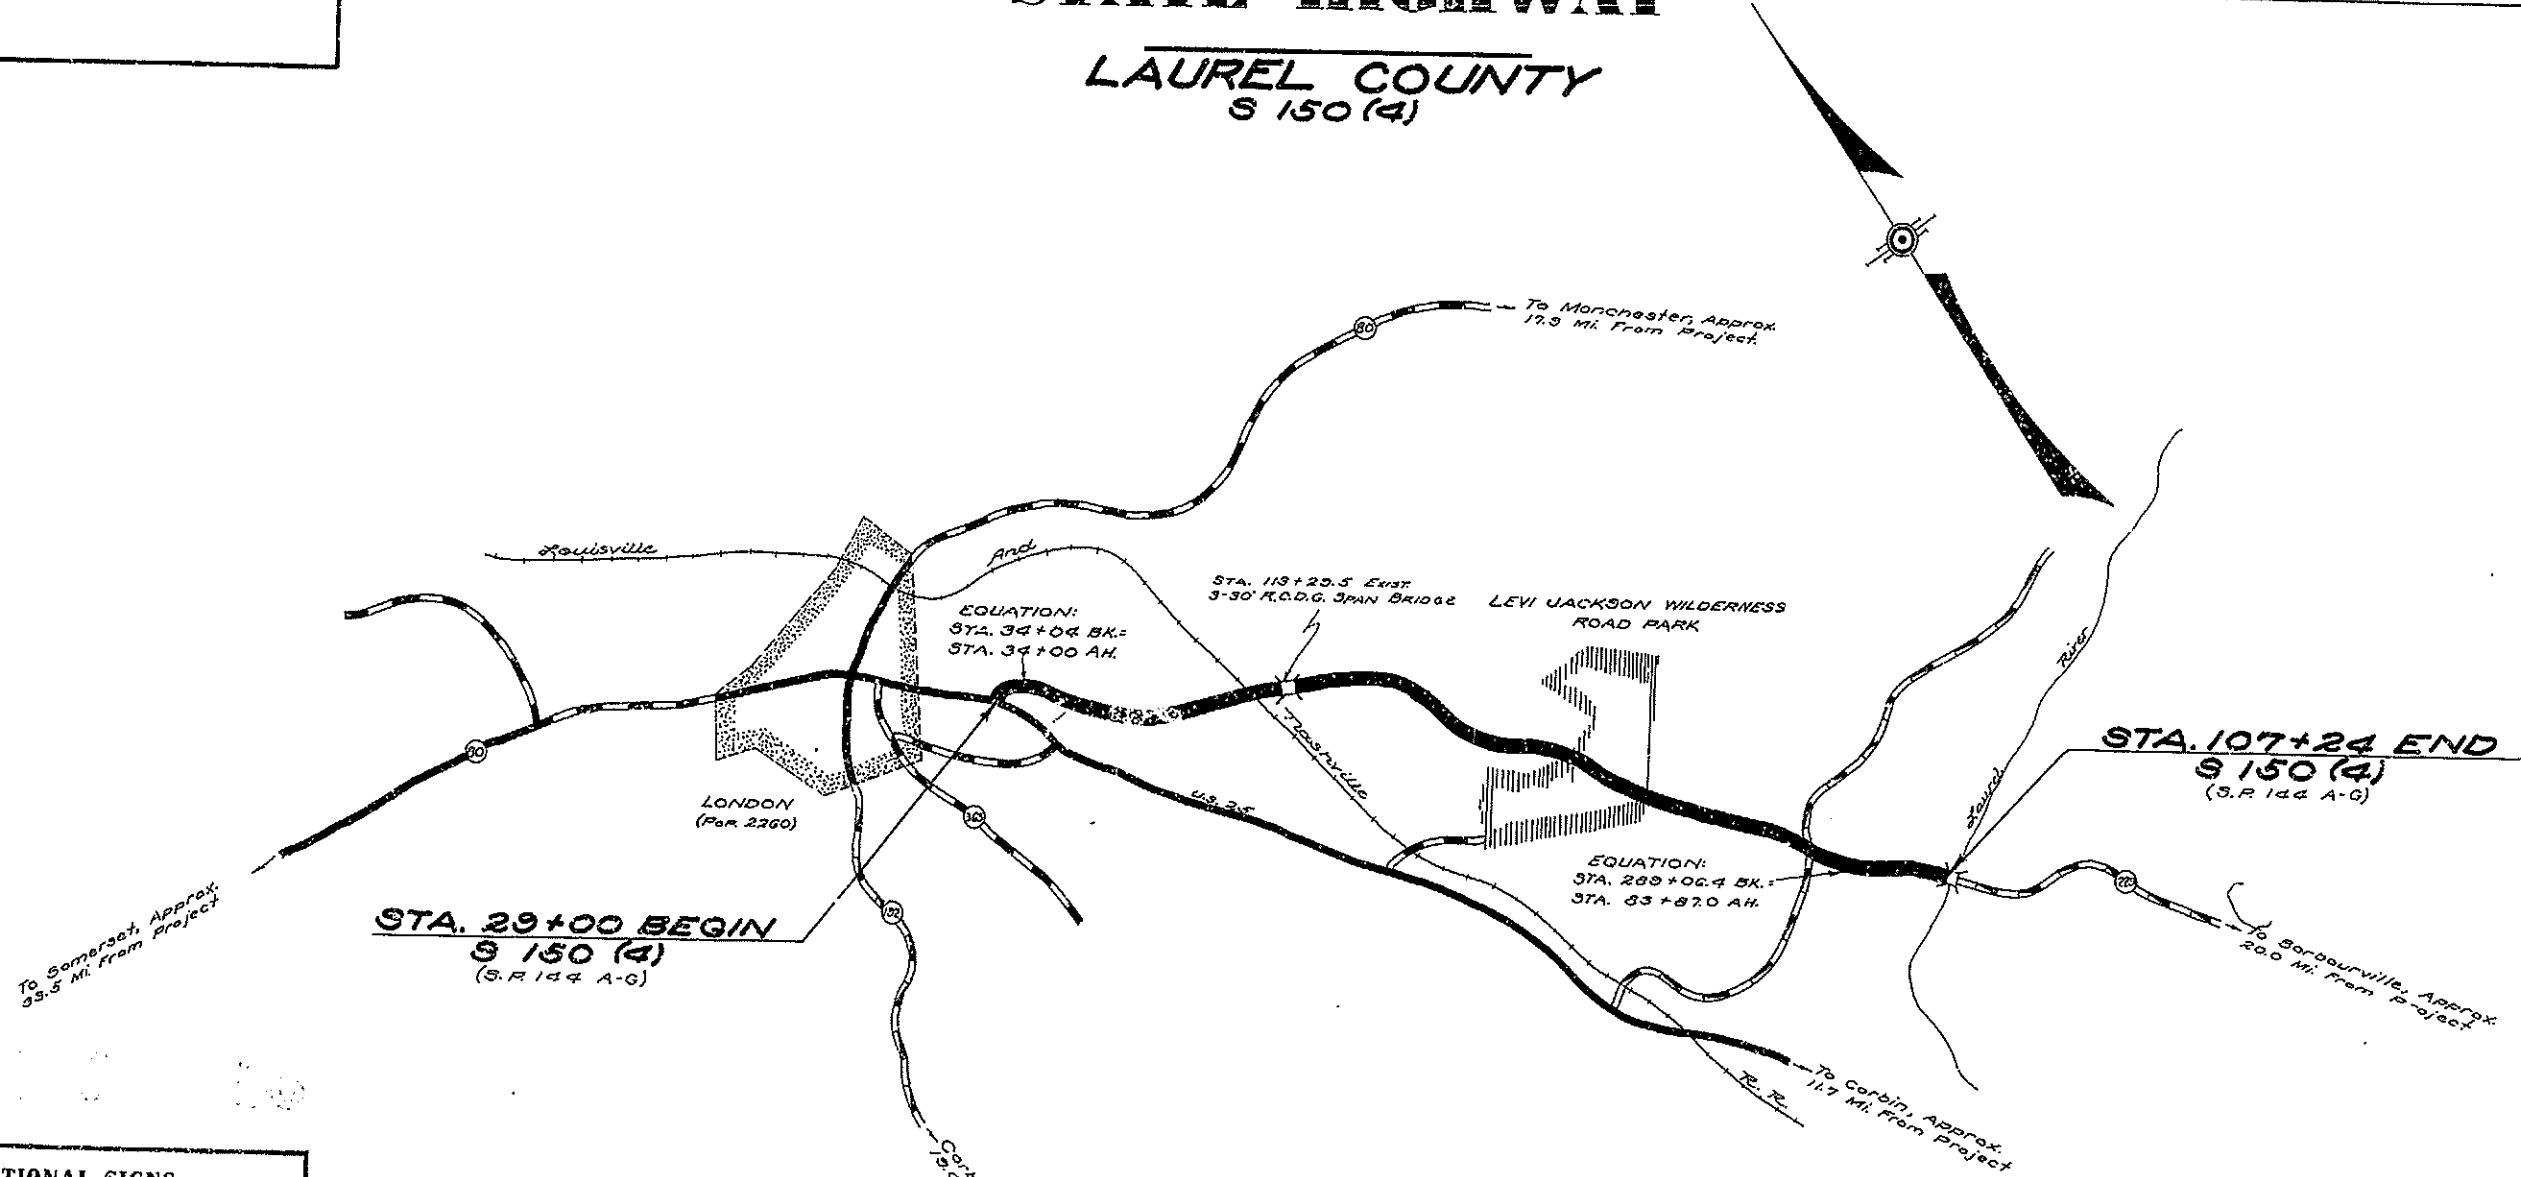 STATE HIGHWAY
LAUREL COUNTY
S 150 (4)
80
To Manchester, Approx.
17.9 Mi. From Project.
Louisville
And
Nashville
R. R.
EQUATION:
STA. 34+04 BK.=
STA. 34+00 AH.
STA. 113+29.5 Exist.
3-30' R.C.D.G. SPAN BRIDGE
LEVI JACKSON WILDERNESS
ROAD PARK
River
Laurel
STA. 107+24 END
S 150 (4)
(S.P. 144 A-G)
80
LONDON
(Pop. 2260)
U.S. 25
363
EQUATION:
STA. 289+06.4 BK.=
STA. 83+87.0 AH.
229
To Barbourville, Approx.
20.0 Mi. From Project
STA. 29+00 BEGIN
S 150 (4)
(S.P. 144 A-G)
192
To Somerset, Approx.
33.5 Mi. From Project
To Corbin, Approx.
11.7 Mi. From Project
TIONAL SIGNS